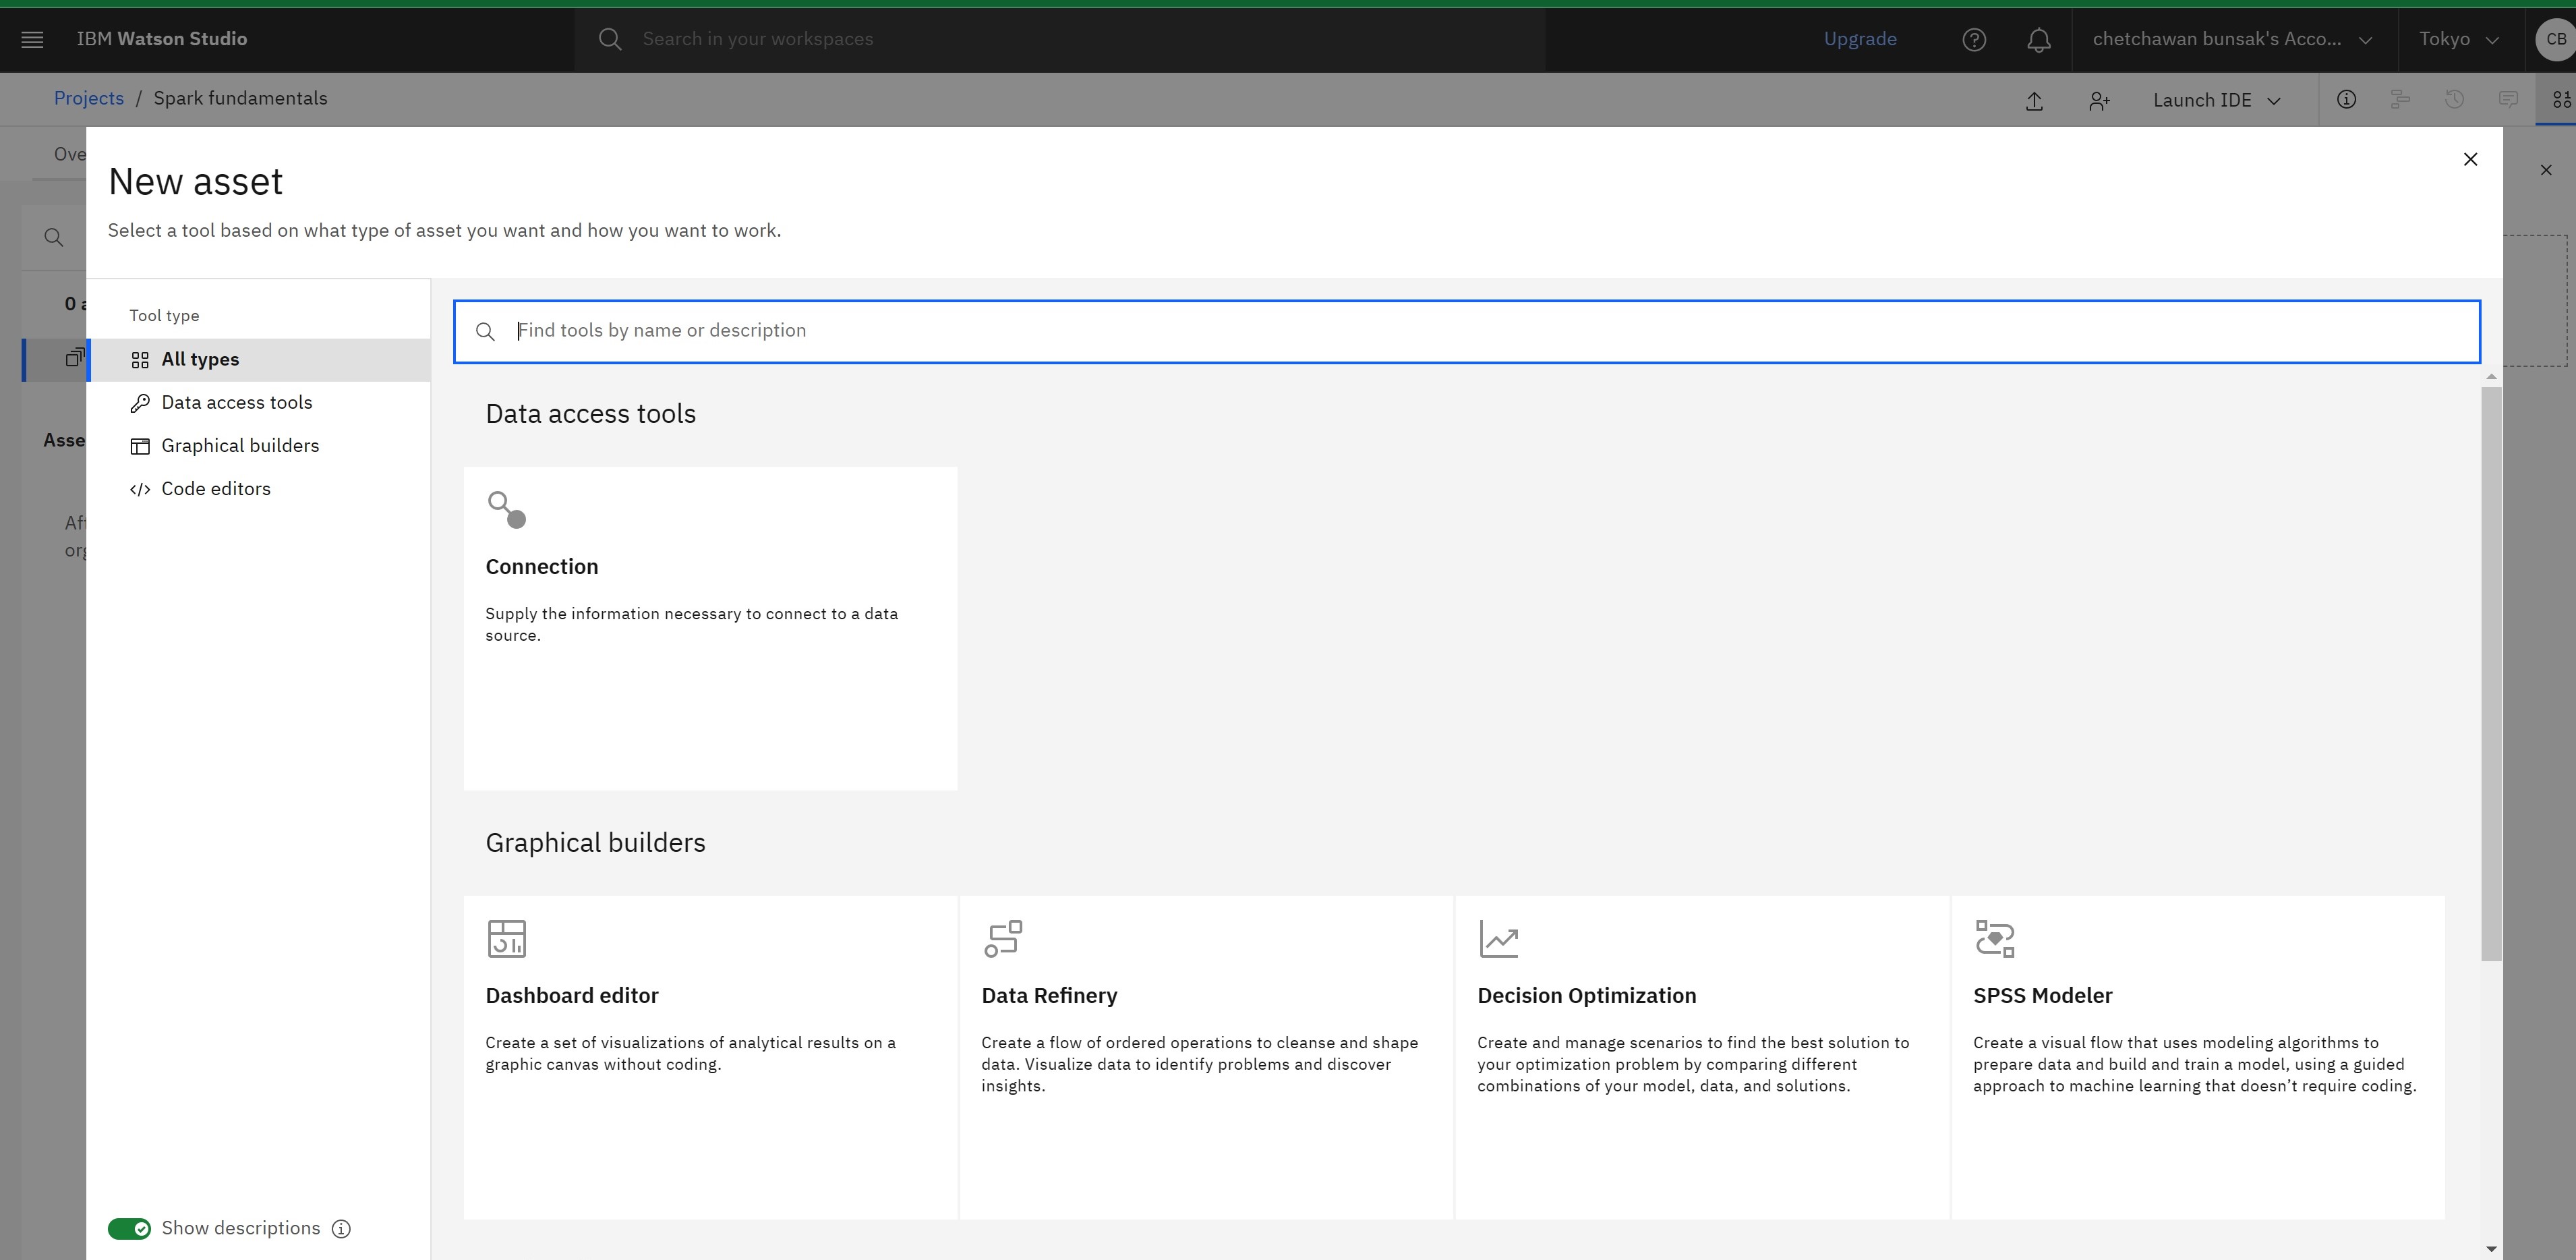 IBM Watson Studio
Search in your workspaces
Upgrade
chetchawan bunsak's Acco...
Tokyo
CB
Projects / Spark fundamentals
Launch IDE
Ove
New asset
Select a tool based on what type of asset you want and how you want to work.
0 a
Asse
Aft
org
Tool type
All types
Data access tools
Graphical builders
Code editors
Show descriptions
Find tools by name or description
Data access tools
Connection
Supply the information necessary to connect to a data
source.
Graphical builders
Dashboard editor
Create a set of visualizations of analytical results on a
graphic canvas without coding.
Data Refinery
Create a flow of ordered operations to cleanse and shape
data. Visualize data to identify problems and discover
insights.
Decision Optimization
Create and manage scenarios to find the best solution to
your optimization problem by comparing different
combinations of your model, data, and solutions.
SPSS Modeler
Create a visual flow that uses modeling algorithms to
prepare data and build and train a model, using a guided
approach to machine learning that doesn’t require coding.